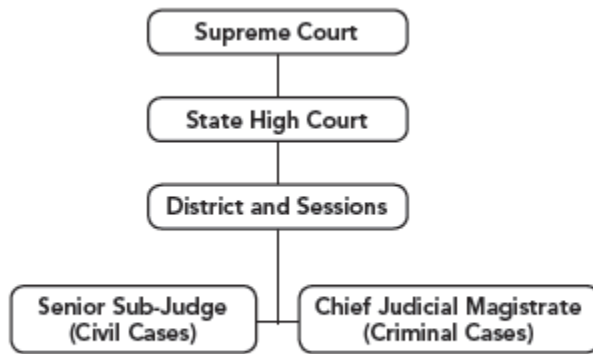 Supreme Court
State High Court
District and Sessions
Senior Sub-Judge
(Civil Cases)
Chief Judicial Magistrate
(Criminal Cases)